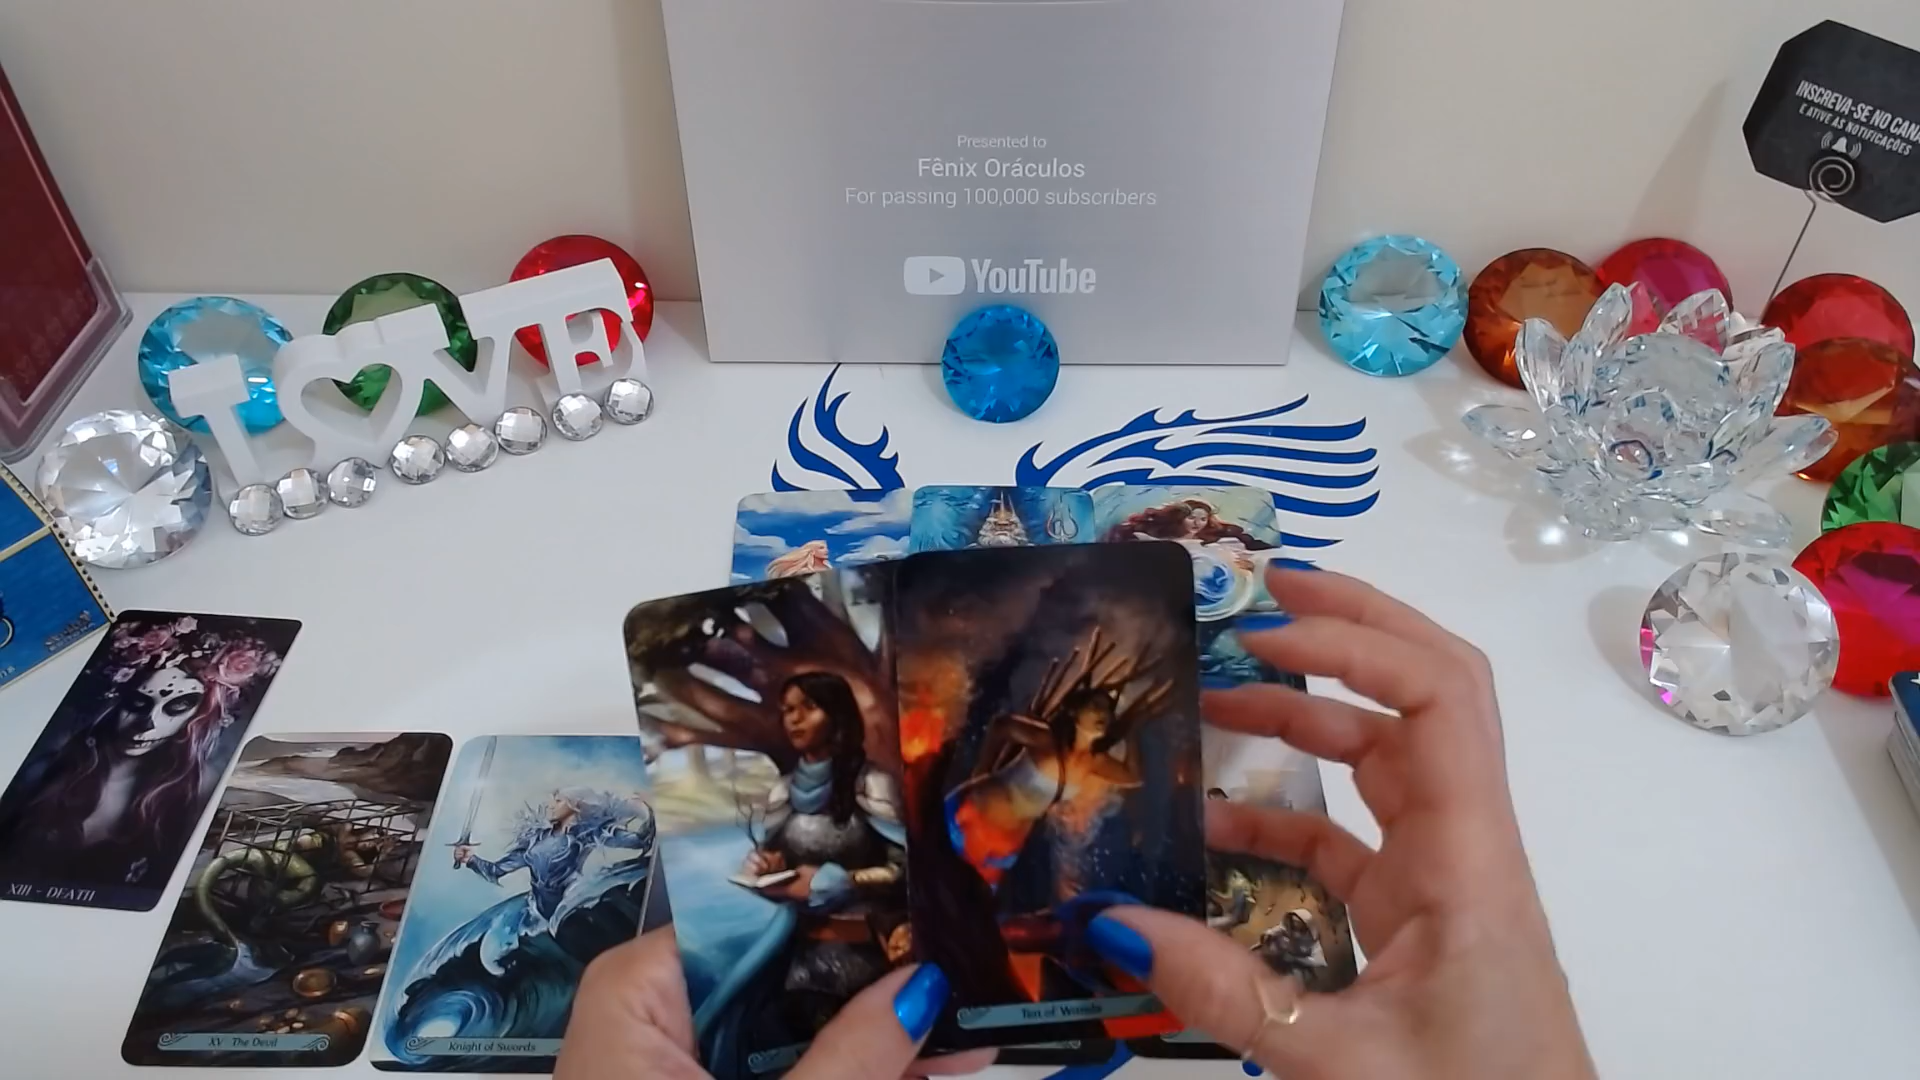 Presented to
Fênix Oráculos
For passing 100,000 subscribers
YouTube
INSCREVA-SE NO
E ATIVE AS NOTIFICAÇÕES
LOVE
XIII - DEATH
XV The Devil
Knight of Swords
Ten of Wands